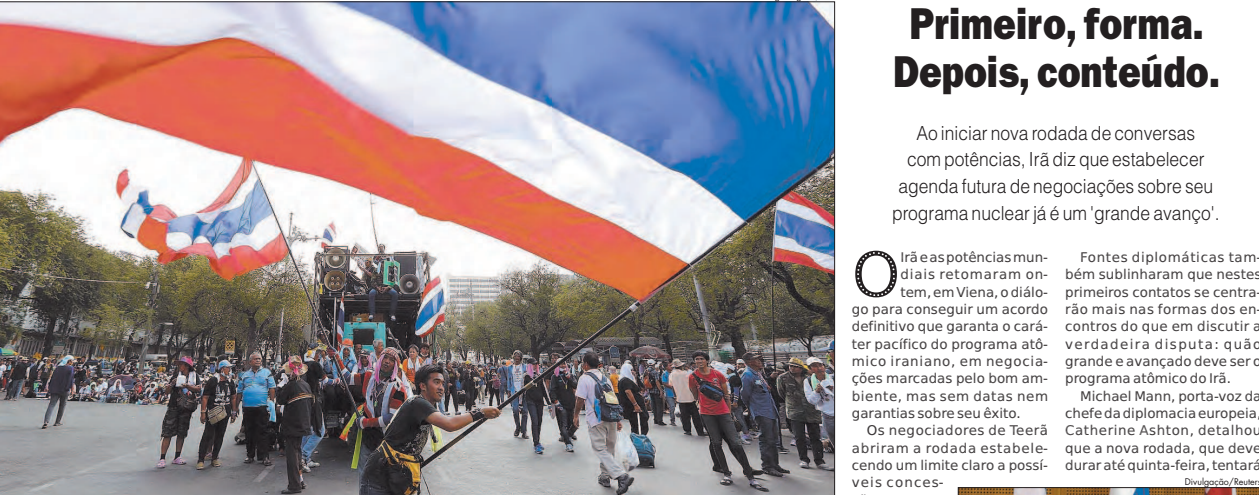 Primeiro, forma.
Depois, conteúdo.
Ao iniciar nova rodada de conversas
com potências, Irã diz que estabelecer
agenda futura de negociações sobre seu
programa nuclear já é um 'grande avanço'.
O Irã e as potências mun-
diais retomaram on-
tem, em Viena, o diálo-
go para conseguir um acordo
definitivo que garanta o cará-
ter pacífico do programa atô-
mico iraniano, em negocia-
ções marcadas pelo bom am-
biente, mas sem datas nem
garantias sobre seu êxito.
Os negociadores de Teerã
abriram a rodada estabele-
cendo um limite claro a possí-
veis conces-
Fontes diplomáticas tam-
bém sublinharam que nestes
primeiros contatos se centra-
rão mais nas formas dos en-
contros do que em discutir a
verdadeira disputa: quão
grande e avançado deve ser o
programa atômico do Irã.
Michael Mann, porta-voz da
chefe da diplomacia europeia,
Catherine Ashton, detalhou
que a nova rodada, que deve
durar até quinta-feira, tentará
Divulgação/Reuters